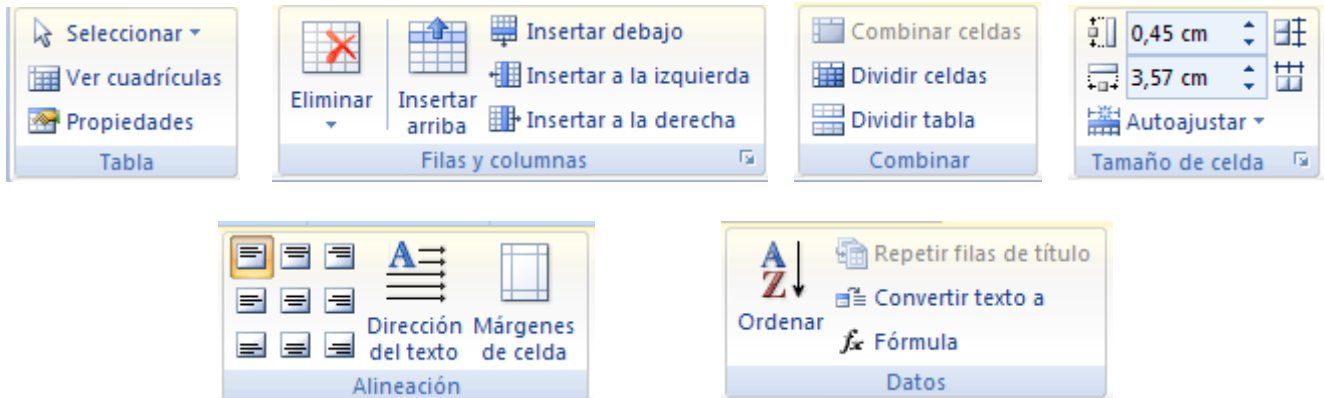 Seleccionar
Ver cuadrículas
Propiedades
Tabla
Eliminar
Insertar
arriba
Insertar debajo
Insertar a la izquierda
Insertar a la derecha
Filas y columnas
Combinar celdas
Dividir celdas
Dividir tabla
Combinar
0,45 cm
3,57 cm
Autoajustar
Tamaño de celda
A
Dirección
del texto
Márgenes
de celda
Alineación
A
Z
Ordenar
Repetir filas de título
Convertir texto a
fx Fórmula
Datos